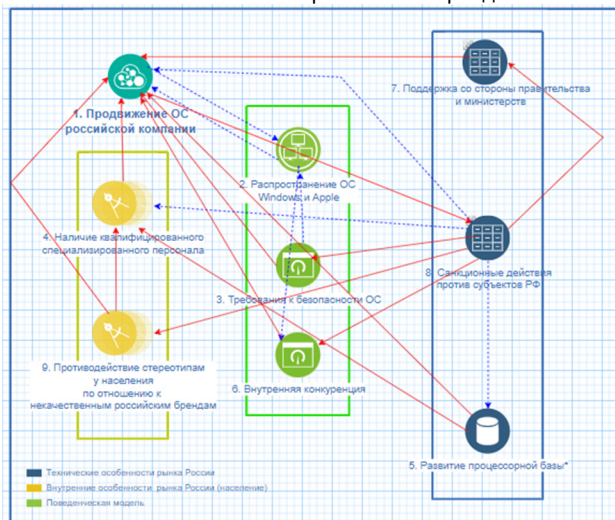 1. Продвижение ОС
российской компании
7. Поддержка со стороны правительства
и министерств
2. Распространение ОС
Windows и Apple
4. Наличие квалифицированного
специализированного персонала
8. Санкционные действия
против субъектов РФ
3. Требования к безопасности ОС
9. Противодействие стереотипам
у населения
по отношению к
некачественным российским брендам
6. Внутренняя конкуренция
5. Развитие процессорной базы*
Технические особенности рынка России
Внутренние особенности рынка России (население)
Поведенческая модель